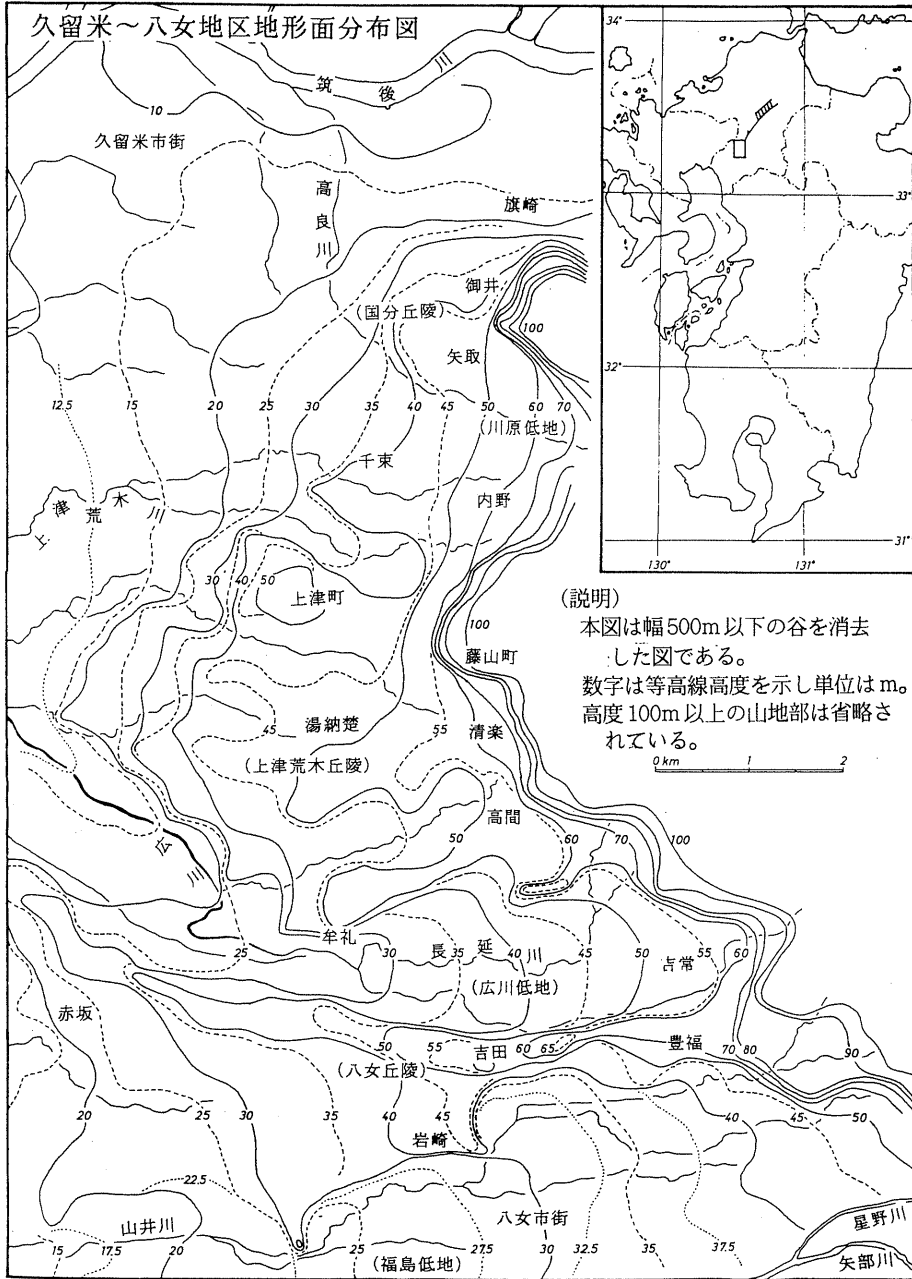 久留米～八女地区地形面分布図
筑後川
10
久留米市街
高良川
旗崎
御井
(国分丘陵)
100
矢取
12.5 15 20 25 30 35 40 45 50 60 70
(川原低地)
千束
内野
上津荒木川
30 40 50
上津町
100
藤山町
45 湯納楚 55 清楽
(上津荒木丘陵)
高間
50 60 70 100
広川
牟礼
25 30 長延川 35 40 45 50 55 60
吉常
(広川低地)
赤坂
50 55 吉田 60 65 豊福 70 80 90
(八女丘陵)
20 25 30 35 40 45 40 45 50
岩崎
22.5
八女市街
山井川
星野川
15 17.5 20 25 27.5 30 32.5 35 37.5
(福島低地)
矢部川
34°
33°
32°
31°
130° 131°
(説明)
本図は幅500m以下の谷を消去
した図である。
数字は等高線高度を示し単位はm。
高度100m以上の山地部は省略さ
れている。
0 km 1 2